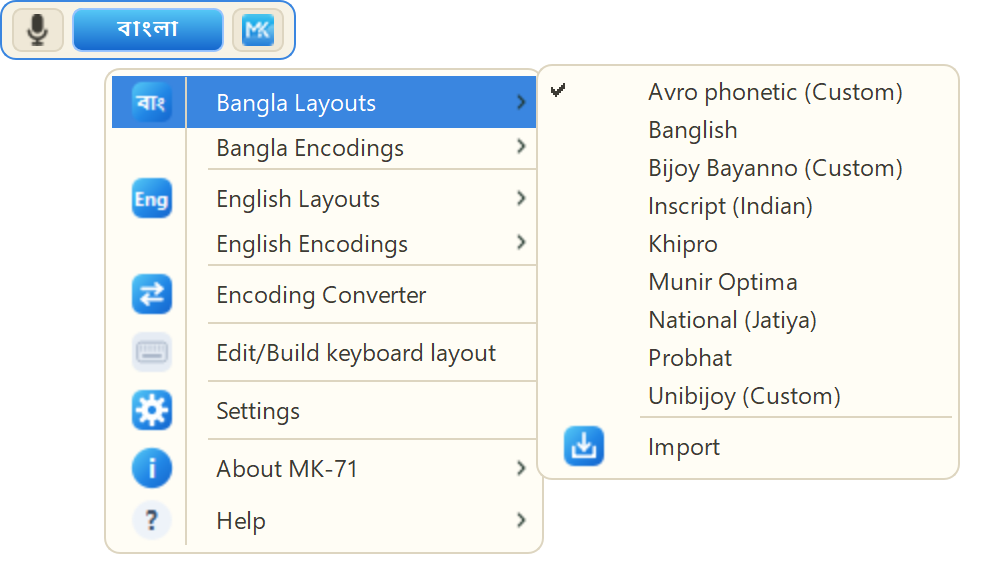 বাংলা
MK
বাং
Bangla Layouts
Bangla Encodings
Eng
English Layouts
English Encodings
Encoding Converter
Edit/Build keyboard layout
Settings
i
About MK-71
?
Help
Avro phonetic (Custom)
Banglish
Bijoy Bayanno (Custom)
Inscript (Indian)
Khipro
Munir Optima
National (Jatiya)
Probhat
Unibijoy (Custom)
Import